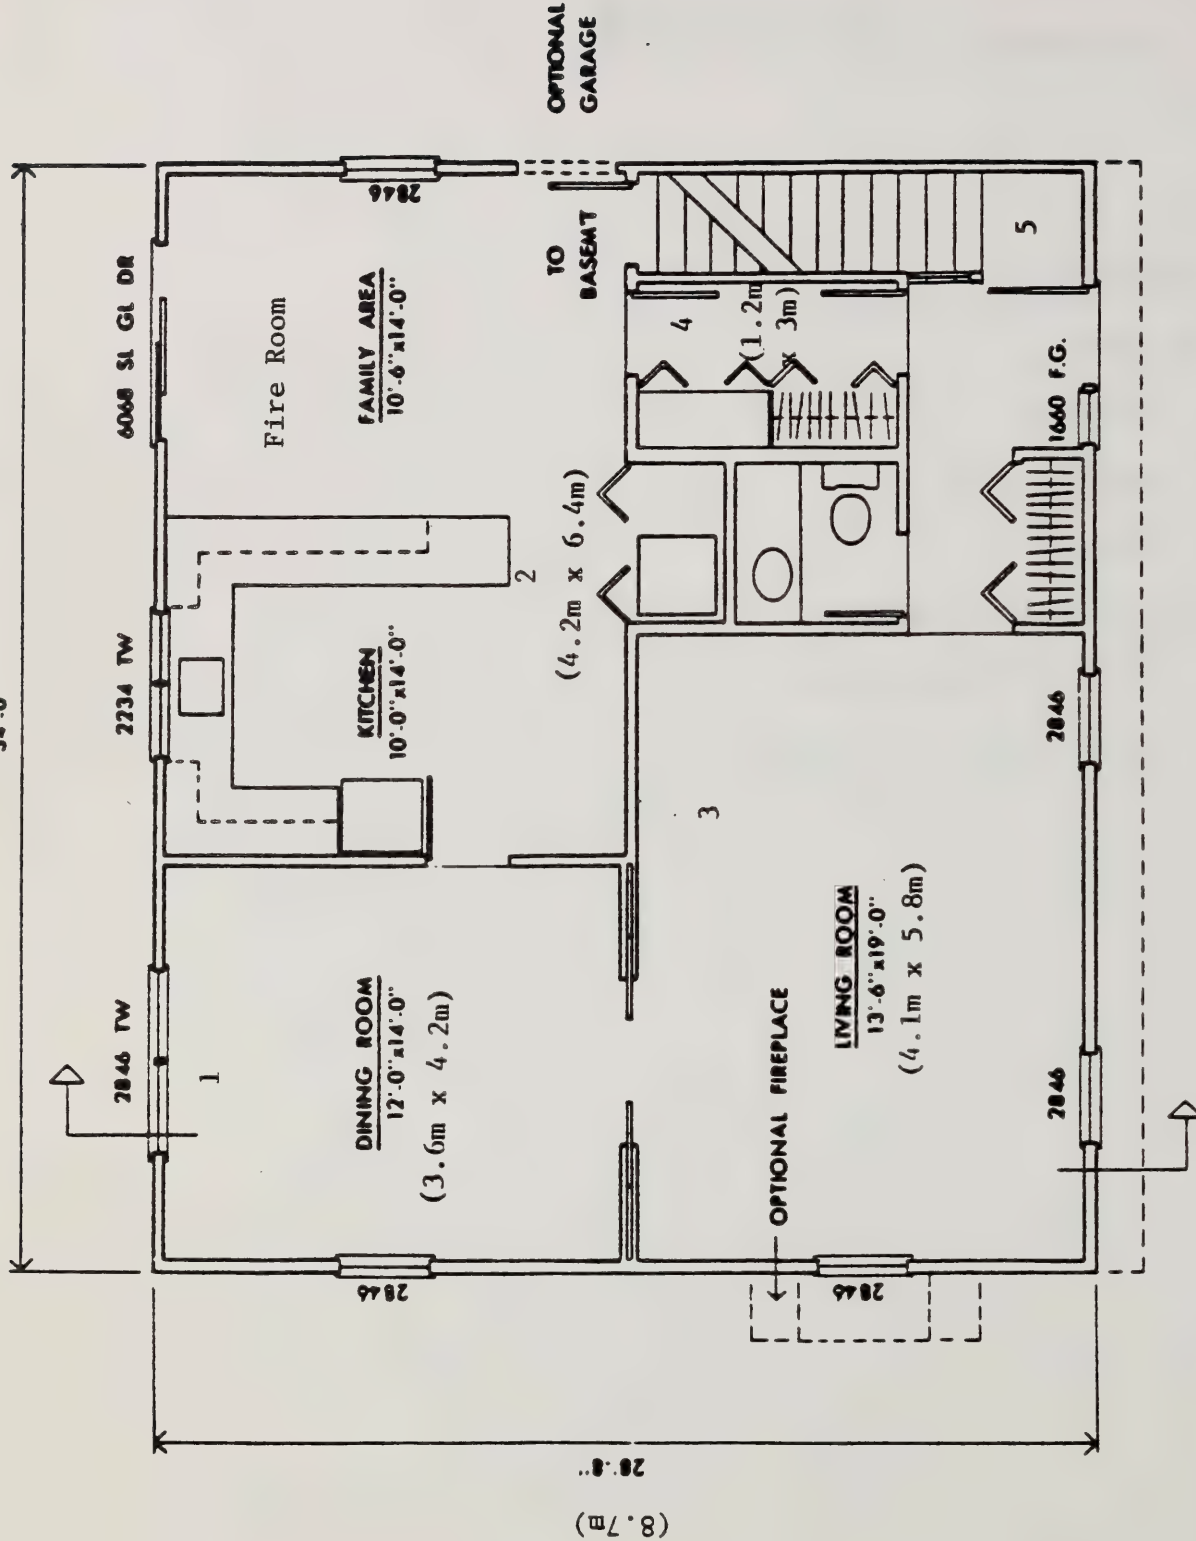 2846 TW
2234 TW
6068 SL GL DR
1
Fire Room
DINING ROOM
12'-0"x14'-0"
(3.6m x 4.2m)
KITCHEN
10'-0"x14'-0"
FAMILY AREA
10'-6"x14'-0"
2846
2846
2
(4.2m x 6.4m)
TO
BASEMT
OPTIONAL
GARAGE
28'-8"
(8.7m)
3
4
(1.2m
x 3m)
OPTIONAL FIREPLACE
2846
LIVING ROOM
13'-6"x19'-0"
(4.1m x 5.8m)
5
2846
2846
1660 F.G.